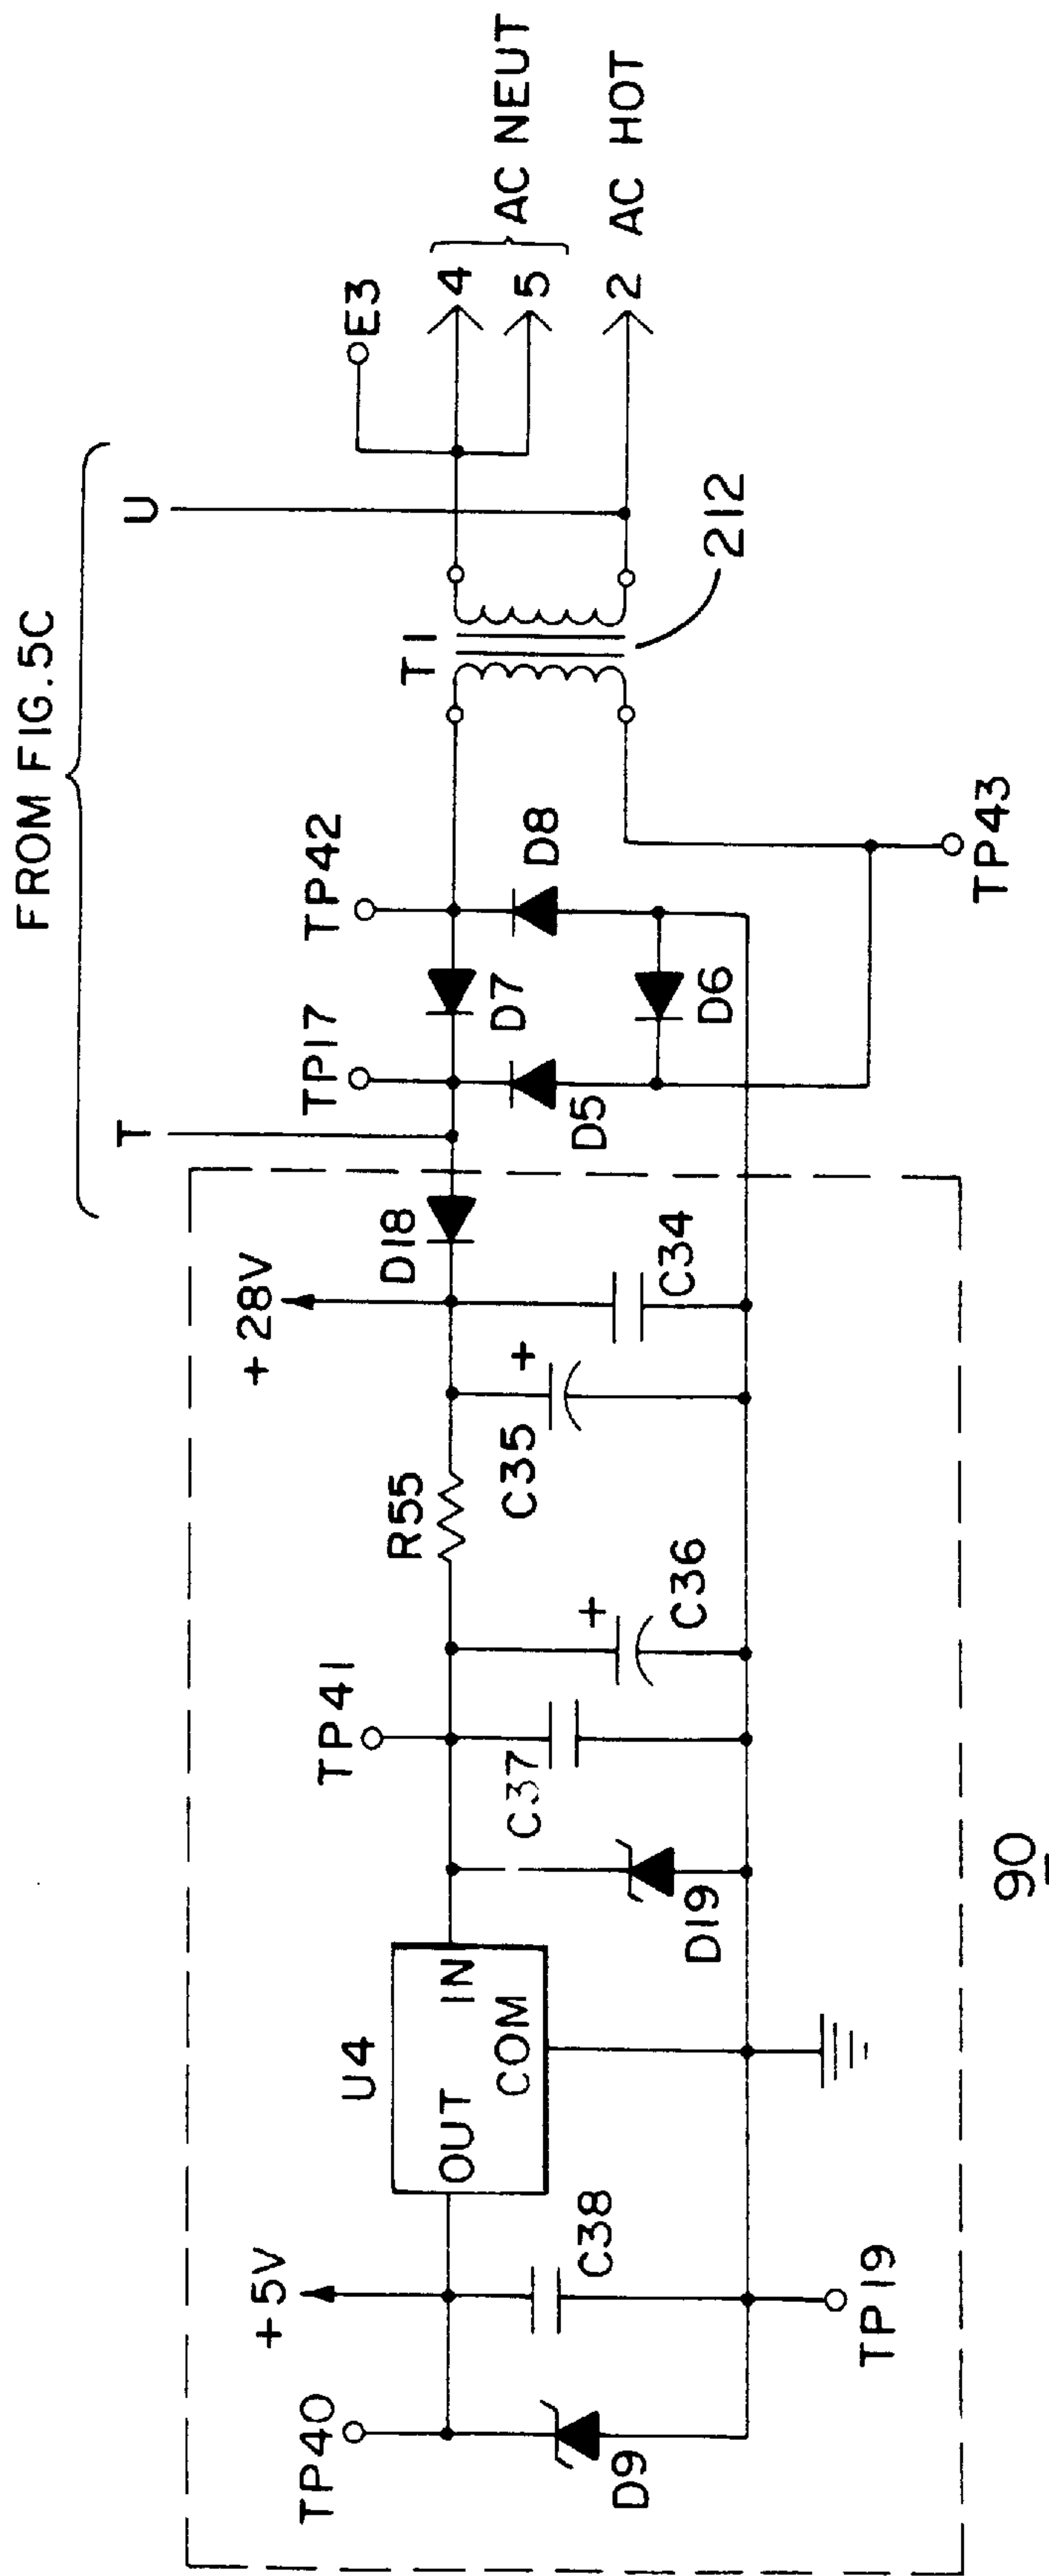 FROM FIG. 5C
T
U
+5V
+28V
TP40
TP41
TP17
TP42
E3
U4
OUT
IN
COM
R55
D18
D7
T1
4
5
AC NEUT
2
AC HOT
D9
C38
D19
C37
C36
C35
+
+
C34
D5
D6
D8
212
TP19
TP43
90